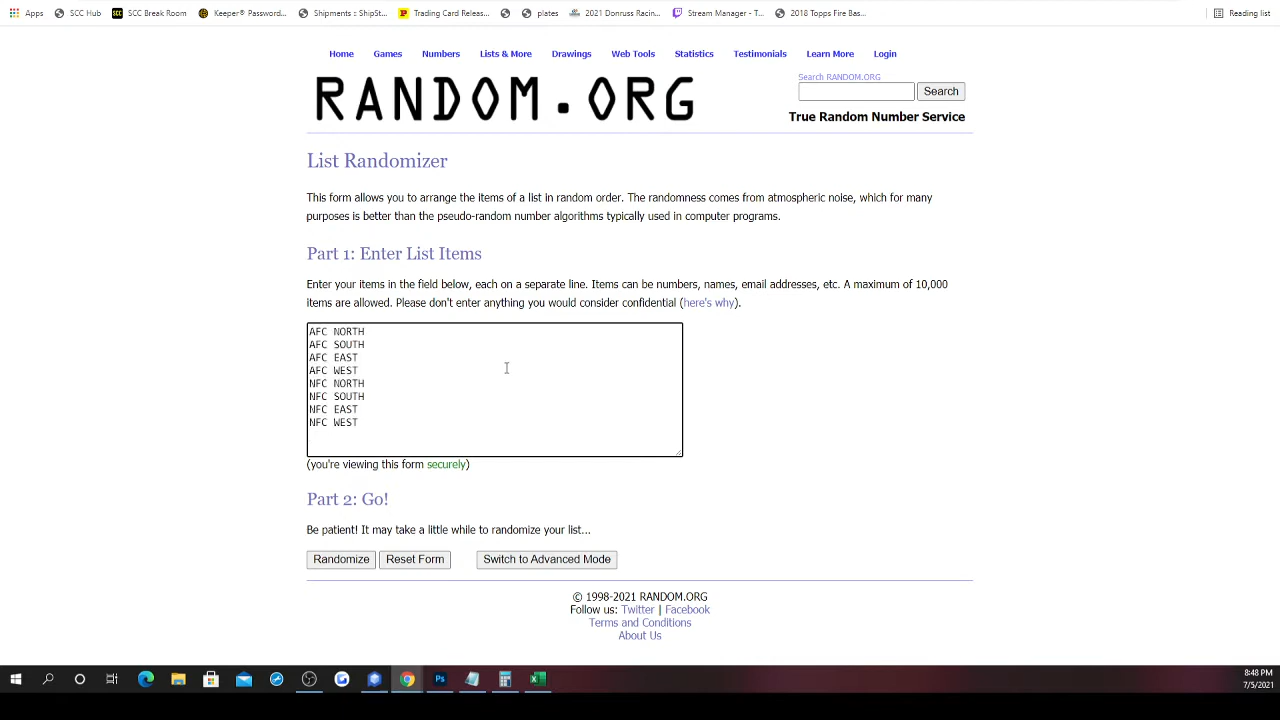 Apps SCC Hub SCC Break Room Keeper® Password... Shipments :: ShipSt... Trading Card Releas... plates 2021 Donruss Racin... Stream Manager - T... 2018 Topps Fire Bas... Reading list
Home Games Numbers Lists & More Drawings Web Tools Statistics Testimonials Learn More Login
RANDOM.ORG
Search RANDOM.ORG
Search
True Random Number Service
List Randomizer
This form allows you to arrange the items of a list in random order. The randomness comes from atmospheric noise, which for many
purposes is better than the pseudo-random number algorithms typically used in computer programs.
Part 1: Enter List Items
Enter your items in the field below, each on a separate line. Items can be numbers, names, email addresses, etc. A maximum of 10,000
items are allowed. Please don't enter anything you would consider confidential (here's why).
AFC NORTH
AFC SOUTH
AFC EAST
AFC WEST
NFC NORTH
NFC SOUTH
NFC EAST
NFC WEST
(you're viewing this form securely)
Part 2: Go!
Be patient! It may take a little while to randomize your list...
Randomize Reset Form Switch to Advanced Mode
© 1998-2021 RANDOM.ORG
Follow us: Twitter | Facebook
Terms and Conditions
About Us
8:48 PM
7/5/2021